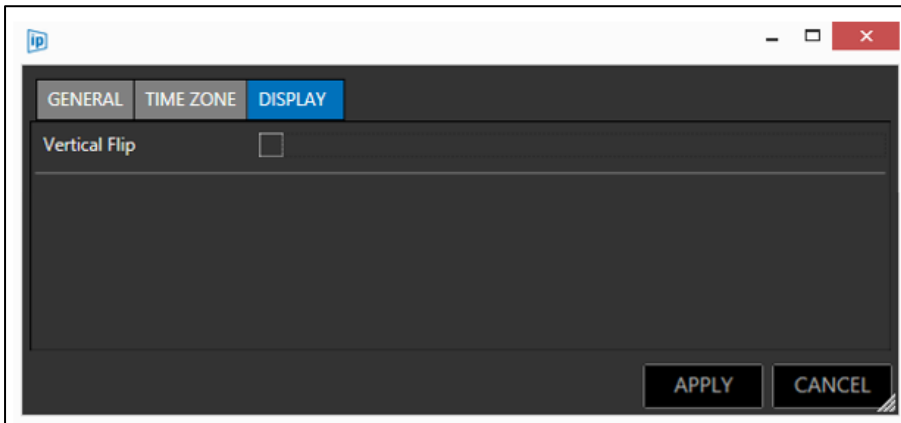 ip
GENERAL TIME ZONE DISPLAY
Vertical Flip
APPLY CANCEL